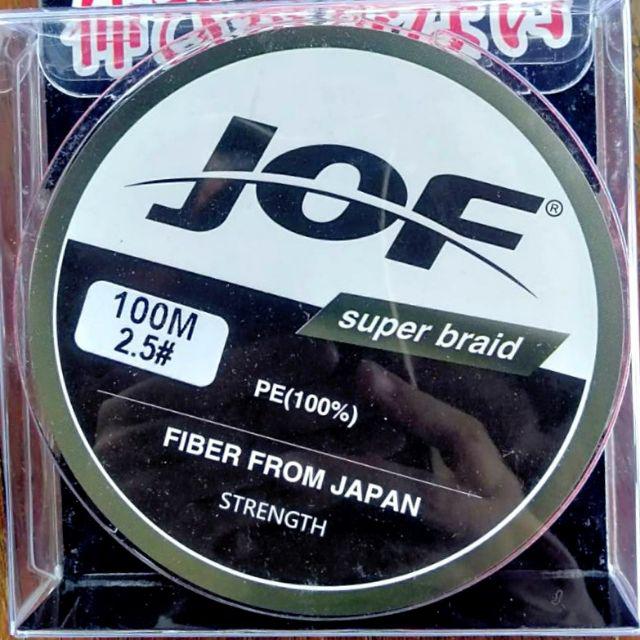 JOF®
super braid
100M
2.5#
PE(100%)
FIBER FROM JAPAN
STRENGTH